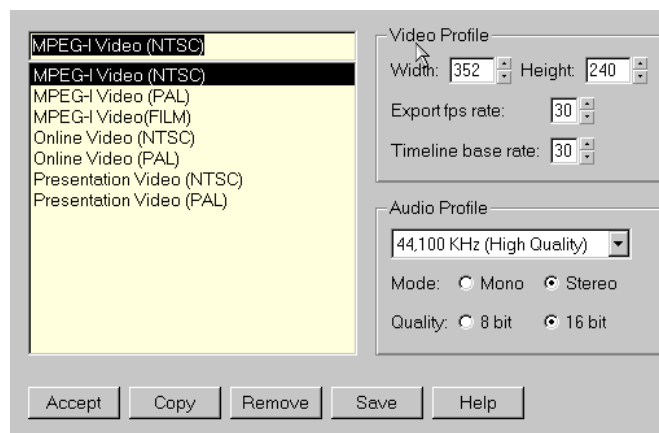 MPEG-I Video (NTSC)
MPEG-I Video (NTSC)
MPEG-I Video (PAL)
MPEG-I Video(FILM)
Online Video (NTSC)
Online Video (PAL)
Presentation Video (NTSC)
Presentation Video (PAL)
Video Profile
Width: 352 Height: 240
Export fps rate: 30
Timeline base rate: 30
Audio Profile
44,100 KHz (High Quality)
Mode: Mono Stereo
Quality: 8 bit 16 bit
Accept Copy Remove Save Help